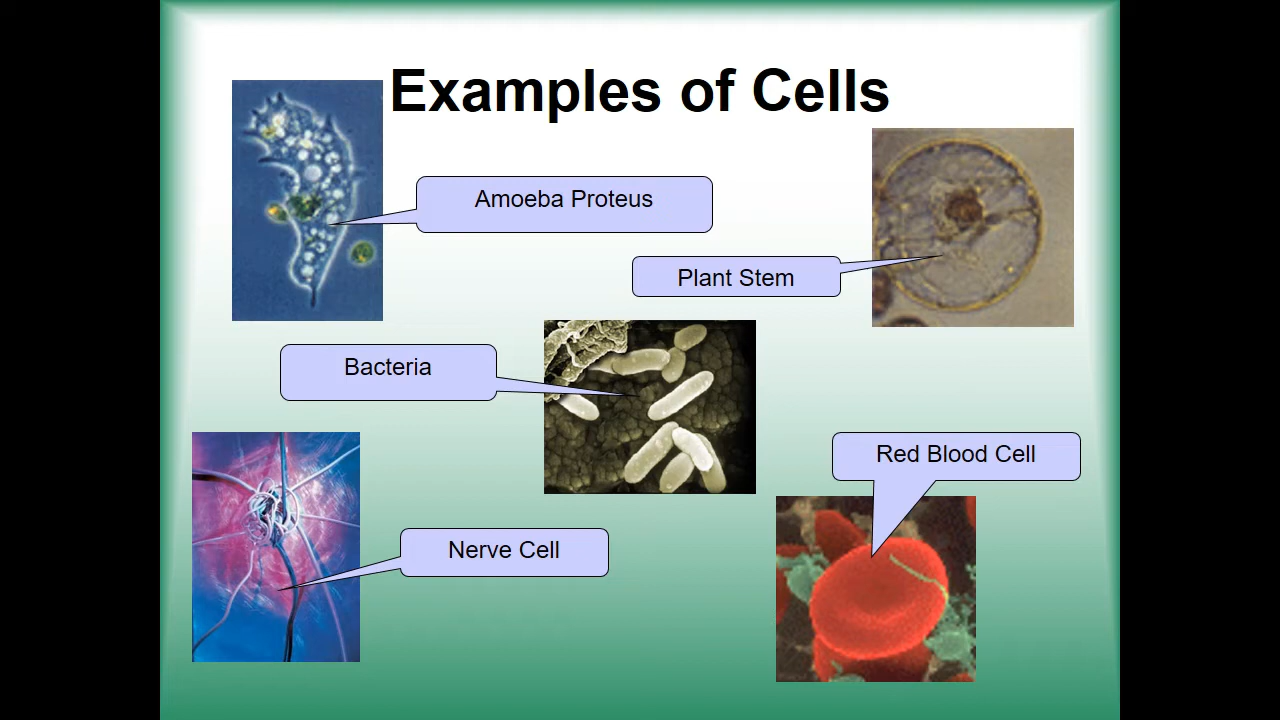 Examples of Cells
Amoeba Proteus
Plant Stem
Bacteria
Red Blood Cell
Nerve Cell